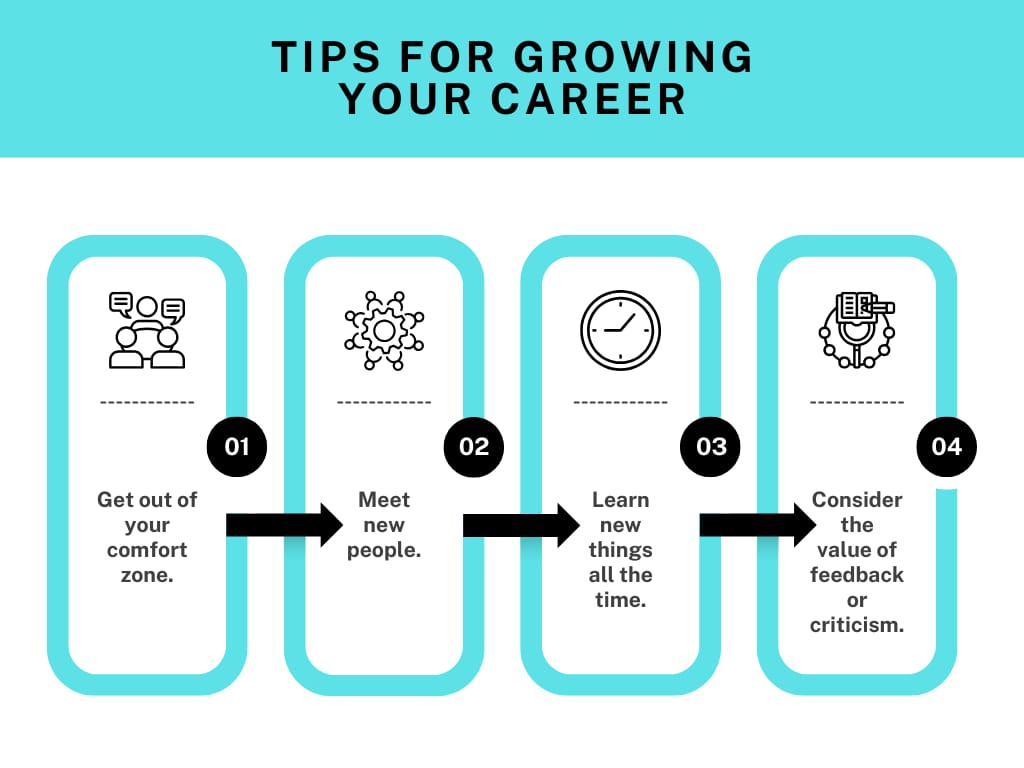 TIPS FOR GROWING
YOUR CAREER
01
Get out of
your
comfort
zone.
02
Meet
new
people.
03
Learn
new
things
all the
time.
04
Consider
the
value of
feedback
or
criticism.